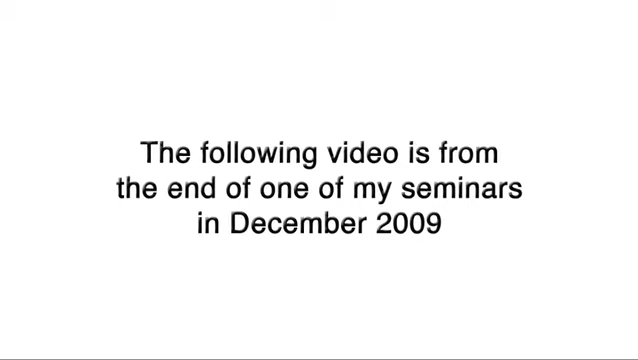 The following video is from
the end of one of my seminars
in December 2009